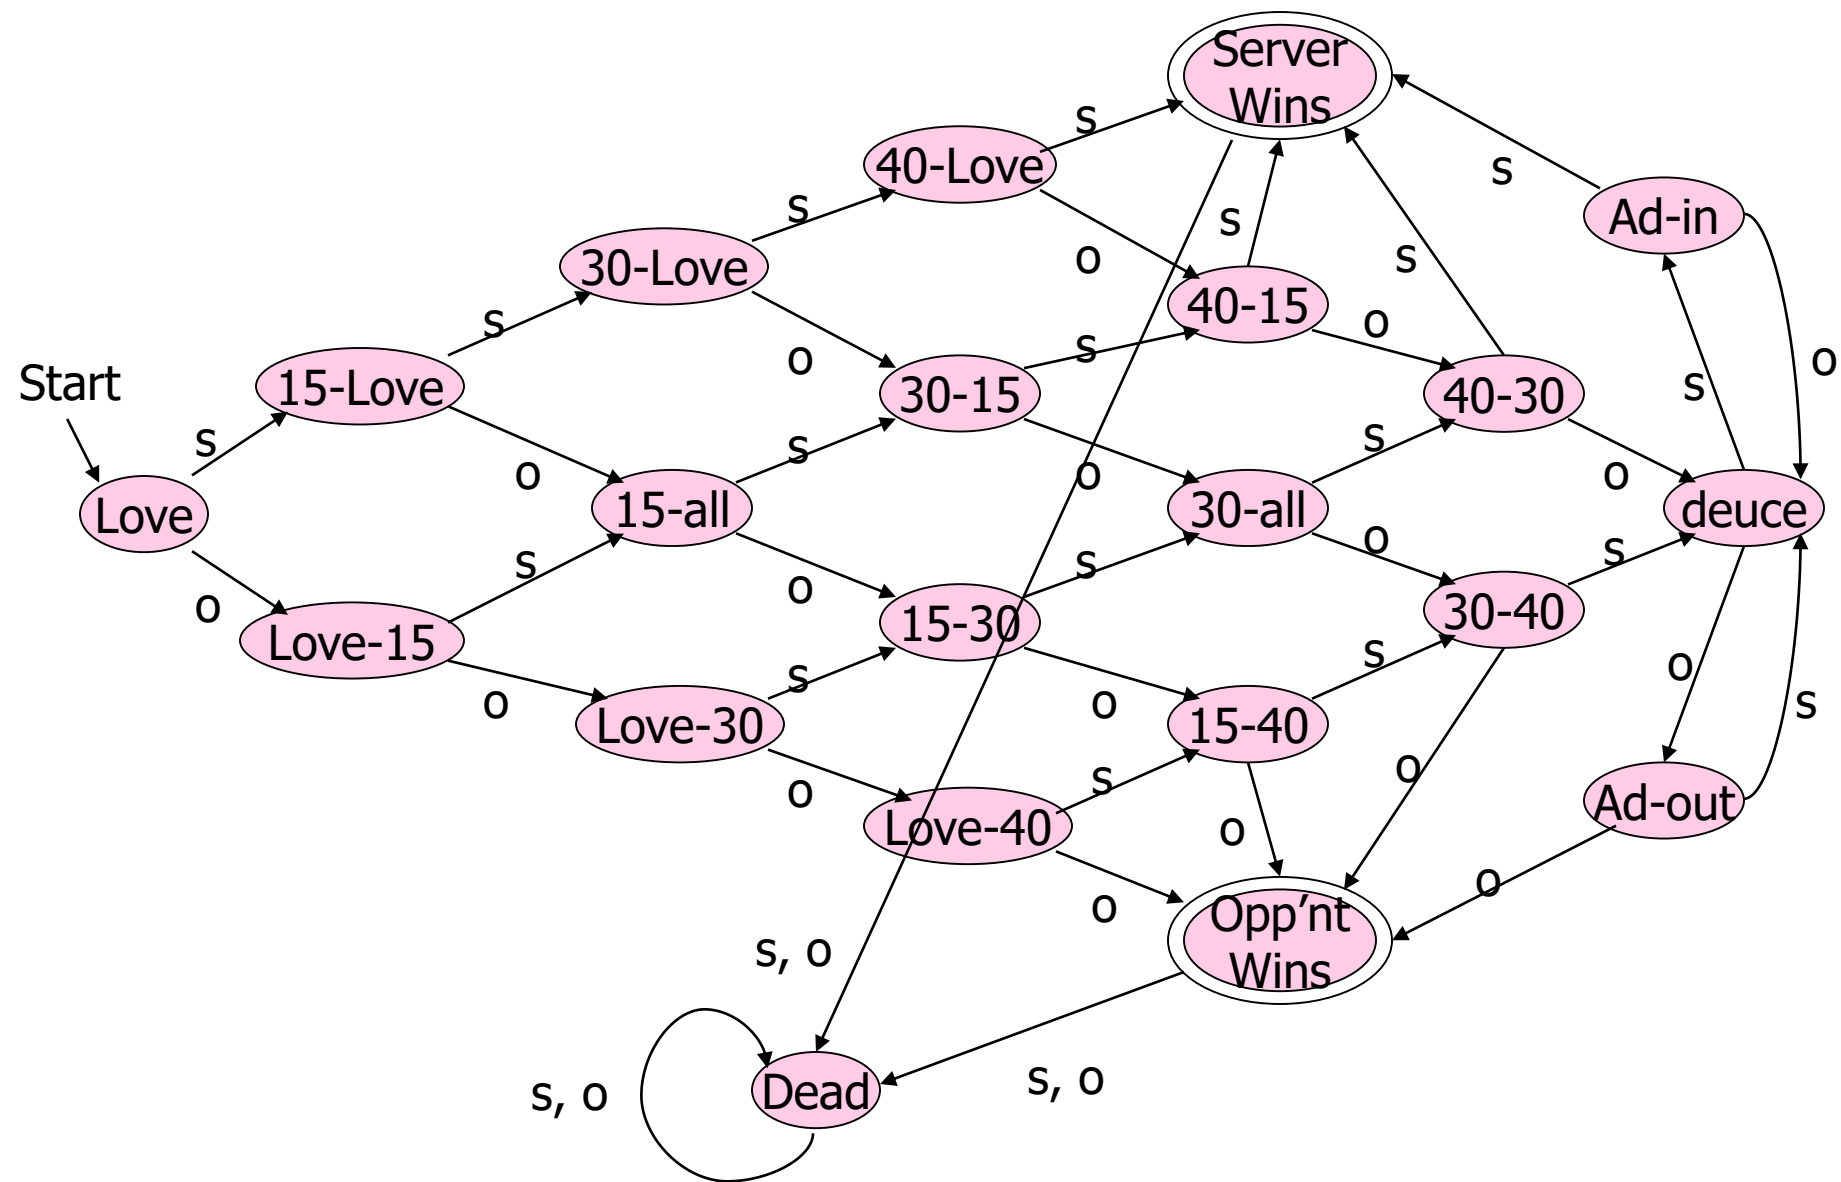 Server
Wins
s
40-Love
s
s
Ad-in
s
30-Love
s
o
s
40-15
s
o
o
s
15-Love
o
s
30-15
40-30
s
Start
s
o
s
s
o
o
15-all
30-all
deuce
Love
s
o
s
o
s
o
Love-15
15-30
30-40
s
o
s
o
Love-30
o
15-40
s
o
s
o
Love-40
o
Ad-out
o
o
Opp’nt
Wins
s, o
Dead
s, o
s, o